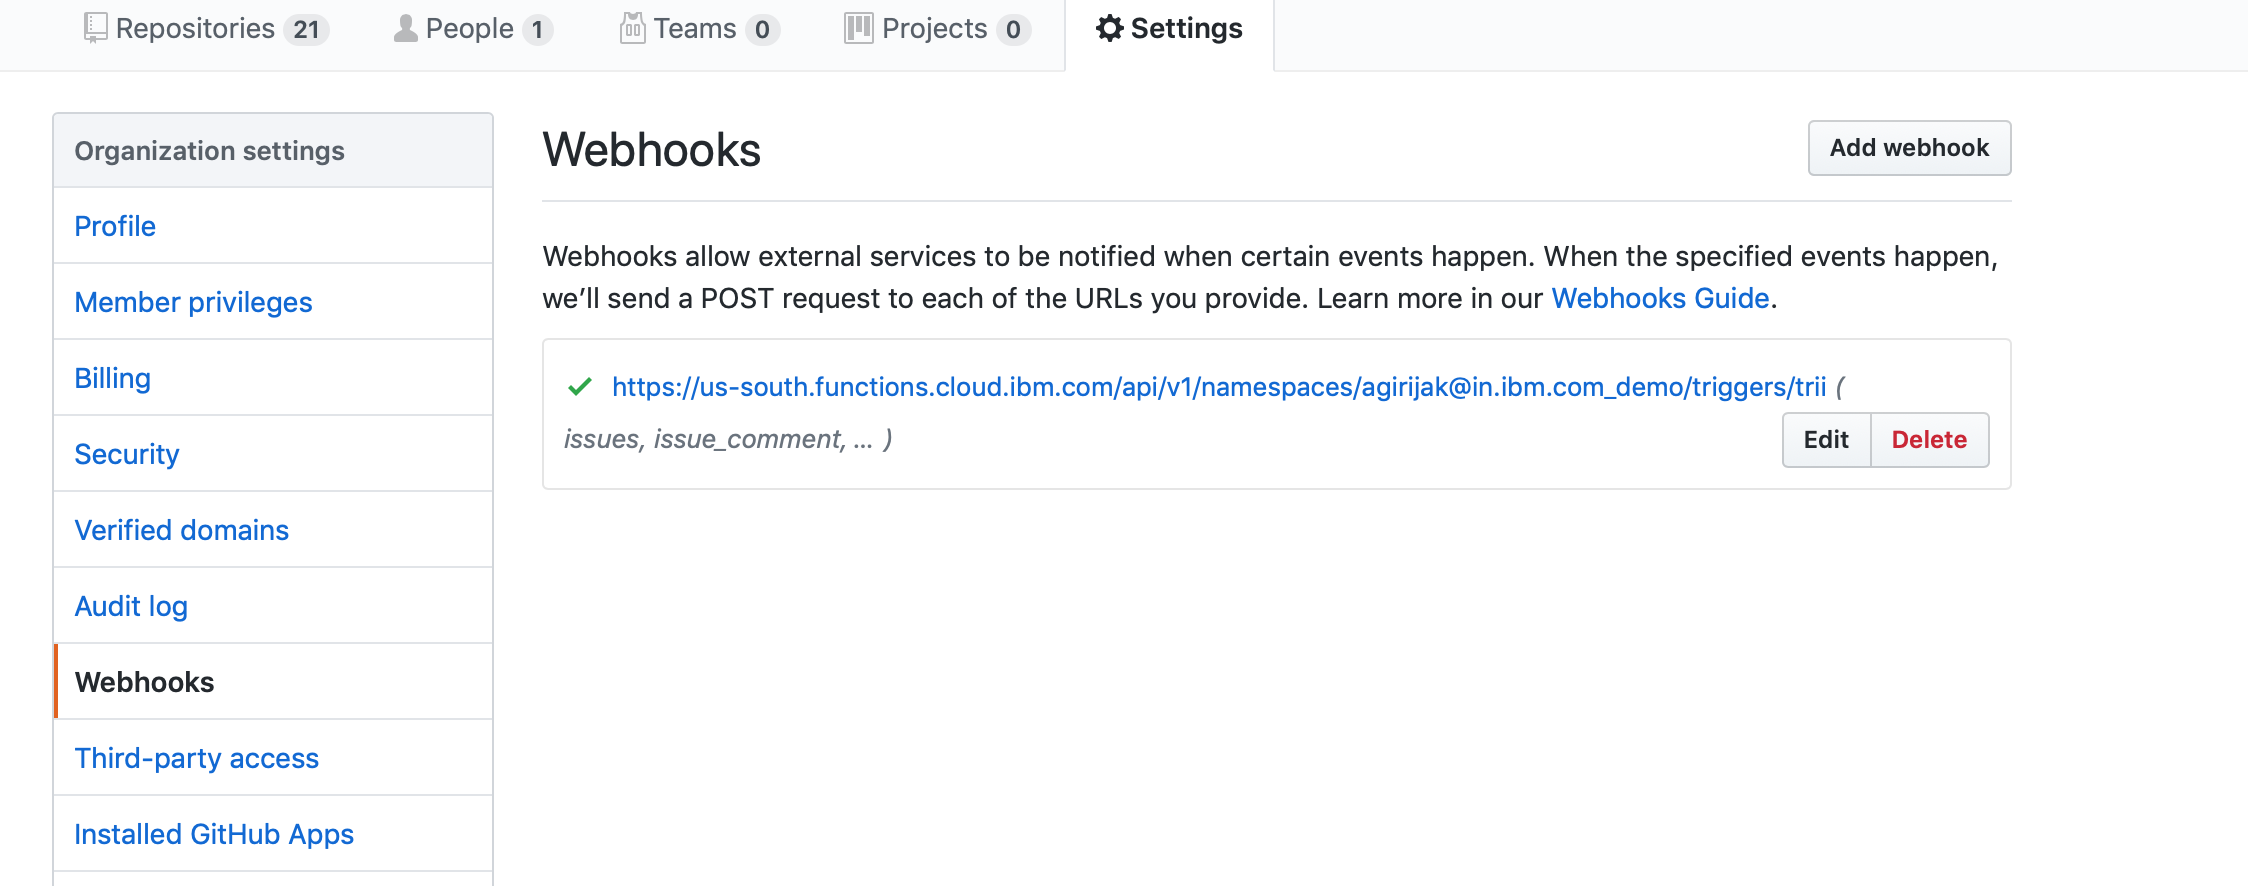 Repositories 21 People 1 Teams 0 Projects 0 Settings
Organization settings
Profile
Member privileges
Billing
Security
Verified domains
Audit log
Webhooks
Third-party access
Installed GitHub Apps
Webhooks
Add webhook
Webhooks allow external services to be notified when certain events happen. When the specified events happen,
we’ll send a POST request to each of the URLs you provide. Learn more in our Webhooks Guide.
https://us-south.functions.cloud.ibm.com/api/v1/namespaces/agirijak@in.ibm.com_demo/triggers/trii (
issues, issue_comment, ... )
Edit Delete